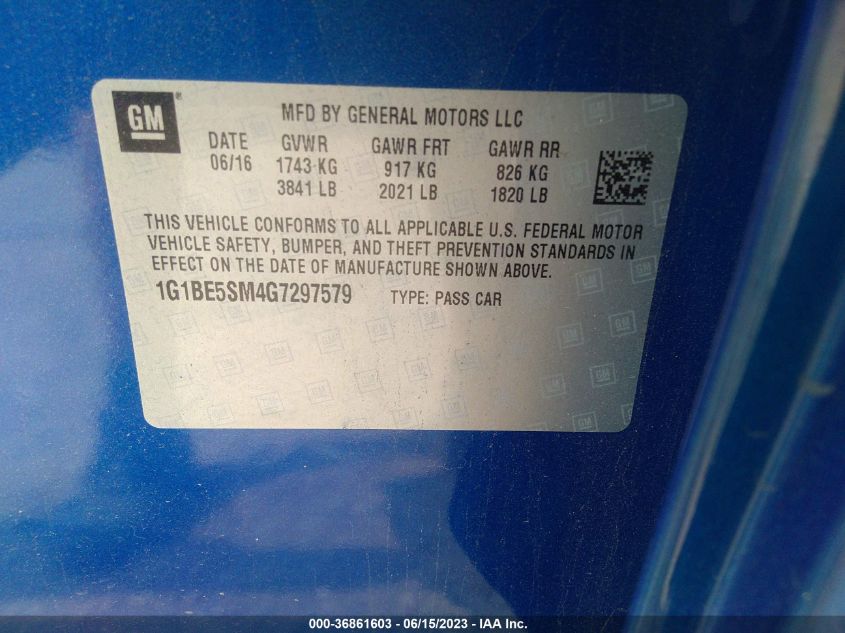 GM
MFD BY GENERAL MOTORS LLC
DATE GVWR GAWR FRT GAWR RR
06/16 1743 KG 917 KG 826 KG
3841 LB 2021 LB 1820 LB
THIS VEHICLE CONFORMS TO ALL APPLICABLE U.S. FEDERAL MOTOR
VEHICLE SAFETY, BUMPER, AND THEFT PREVENTION STANDARDS IN
EFFECT ON THE DATE OF MANUFACTURE SHOWN ABOVE.
1G1BE5SM4G7297579 TYPE: PASS CAR
000-36861603 - 06/15/2023 - IAA Inc.